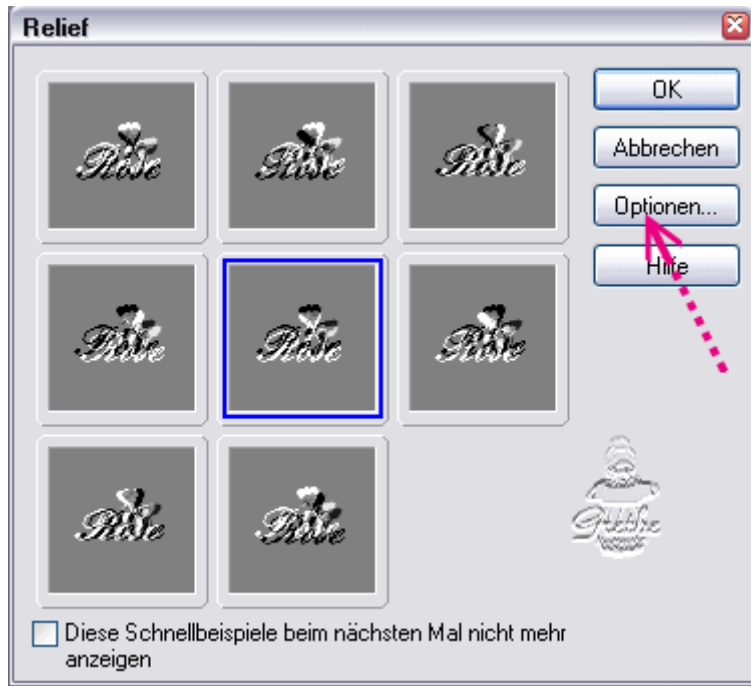 Relief
Rose Rose Rose
OK
Abbrechen
Optionen...
Hilfe
Rose Rose Rose
Rose Rose
Diese Schnellbeispiele beim nächsten Mal nicht mehr
anzeigen